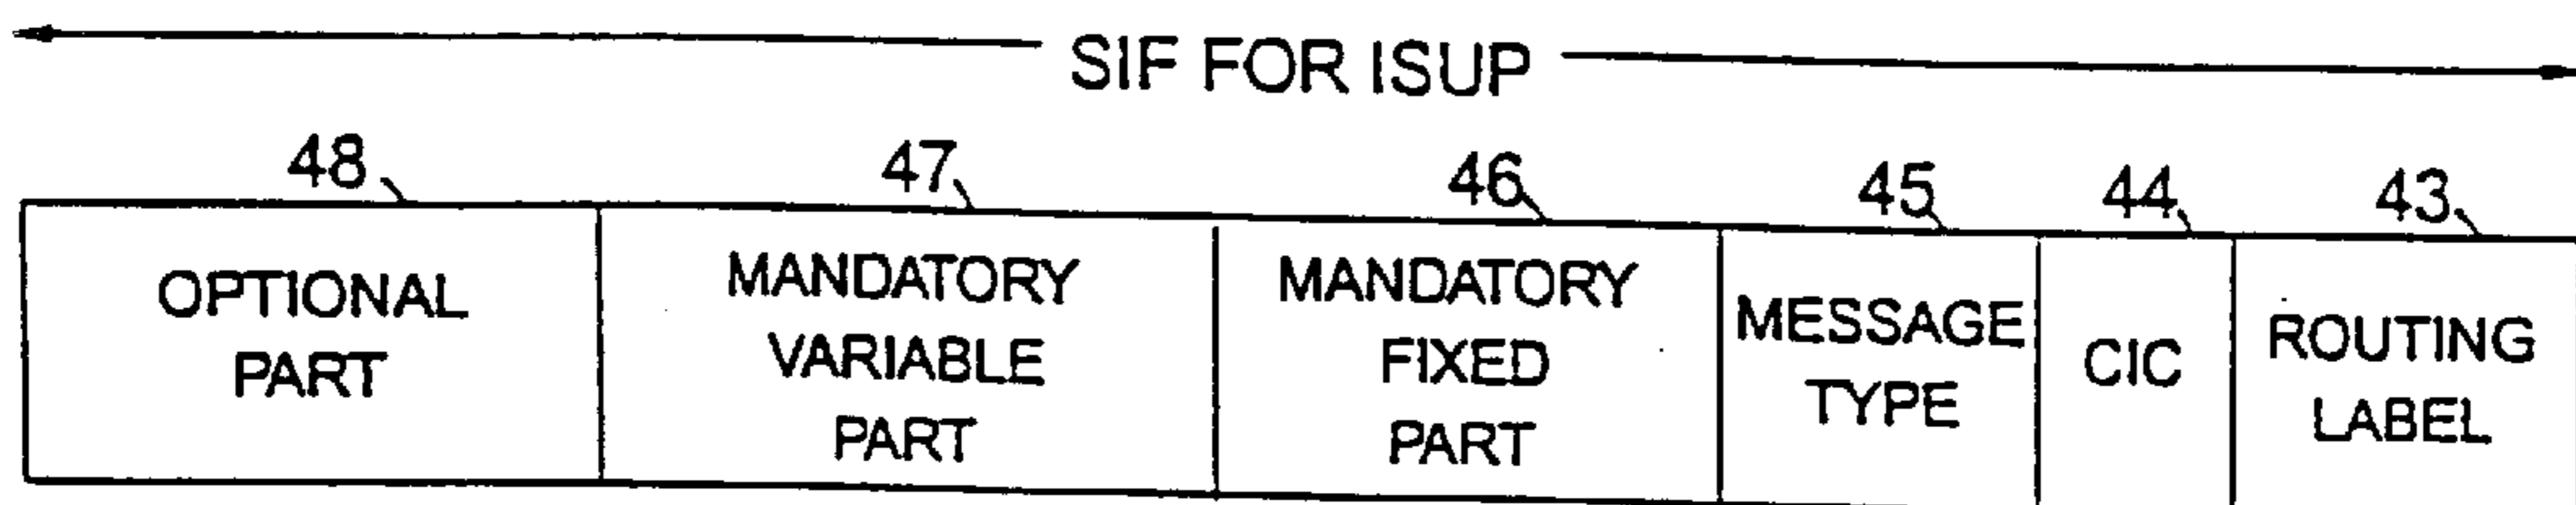 SIF FOR ISUP
48 47 46 45 44 43
OPTIONAL
PART
MANDATORY
VARIABLE
PART
MANDATORY
FIXED
PART
MESSAGE
TYPE
CIC
ROUTING
LABEL